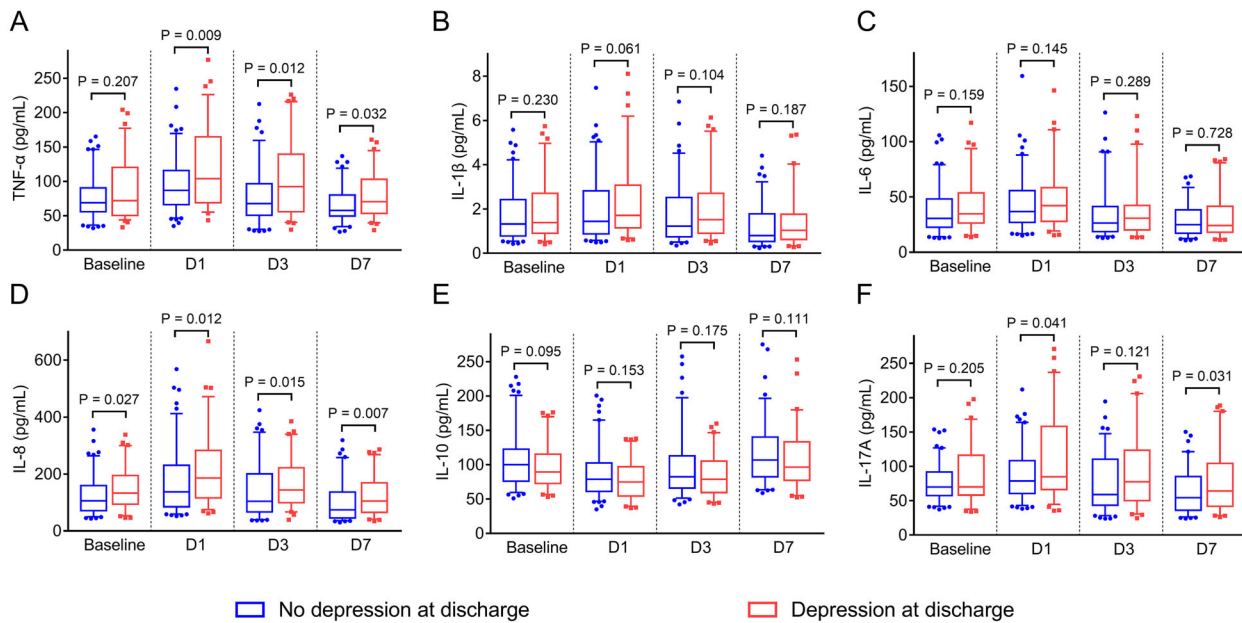 A
TNF-α (pg/mL)
250
200
150
100
50
0
P = 0.207
P = 0.009
P = 0.012
P = 0.032
Baseline
D1
D3
D7
B
IL-1β (pg/mL)
8
6
4
2
0
P = 0.230
P = 0.061
P = 0.104
P = 0.187
Baseline
D1
D3
D7
C
IL-6 (pg/mL)
150
100
50
0
P = 0.159
P = 0.145
P = 0.289
P = 0.728
Baseline
D1
D3
D7
D
IL-8 (pg/mL)
600
400
200
0
P = 0.027
P = 0.012
P = 0.015
P = 0.007
Baseline
D1
D3
D7
E
IL-10 (pg/mL)
250
200
150
100
50
0
P = 0.095
P = 0.153
P = 0.175
P = 0.111
Baseline
D1
D3
D7
F
IL-17A (pg/mL)
250
200
150
100
50
0
P = 0.205
P = 0.041
P = 0.121
P = 0.031
Baseline
D1
D3
D7
No depression at discharge
Depression at discharge